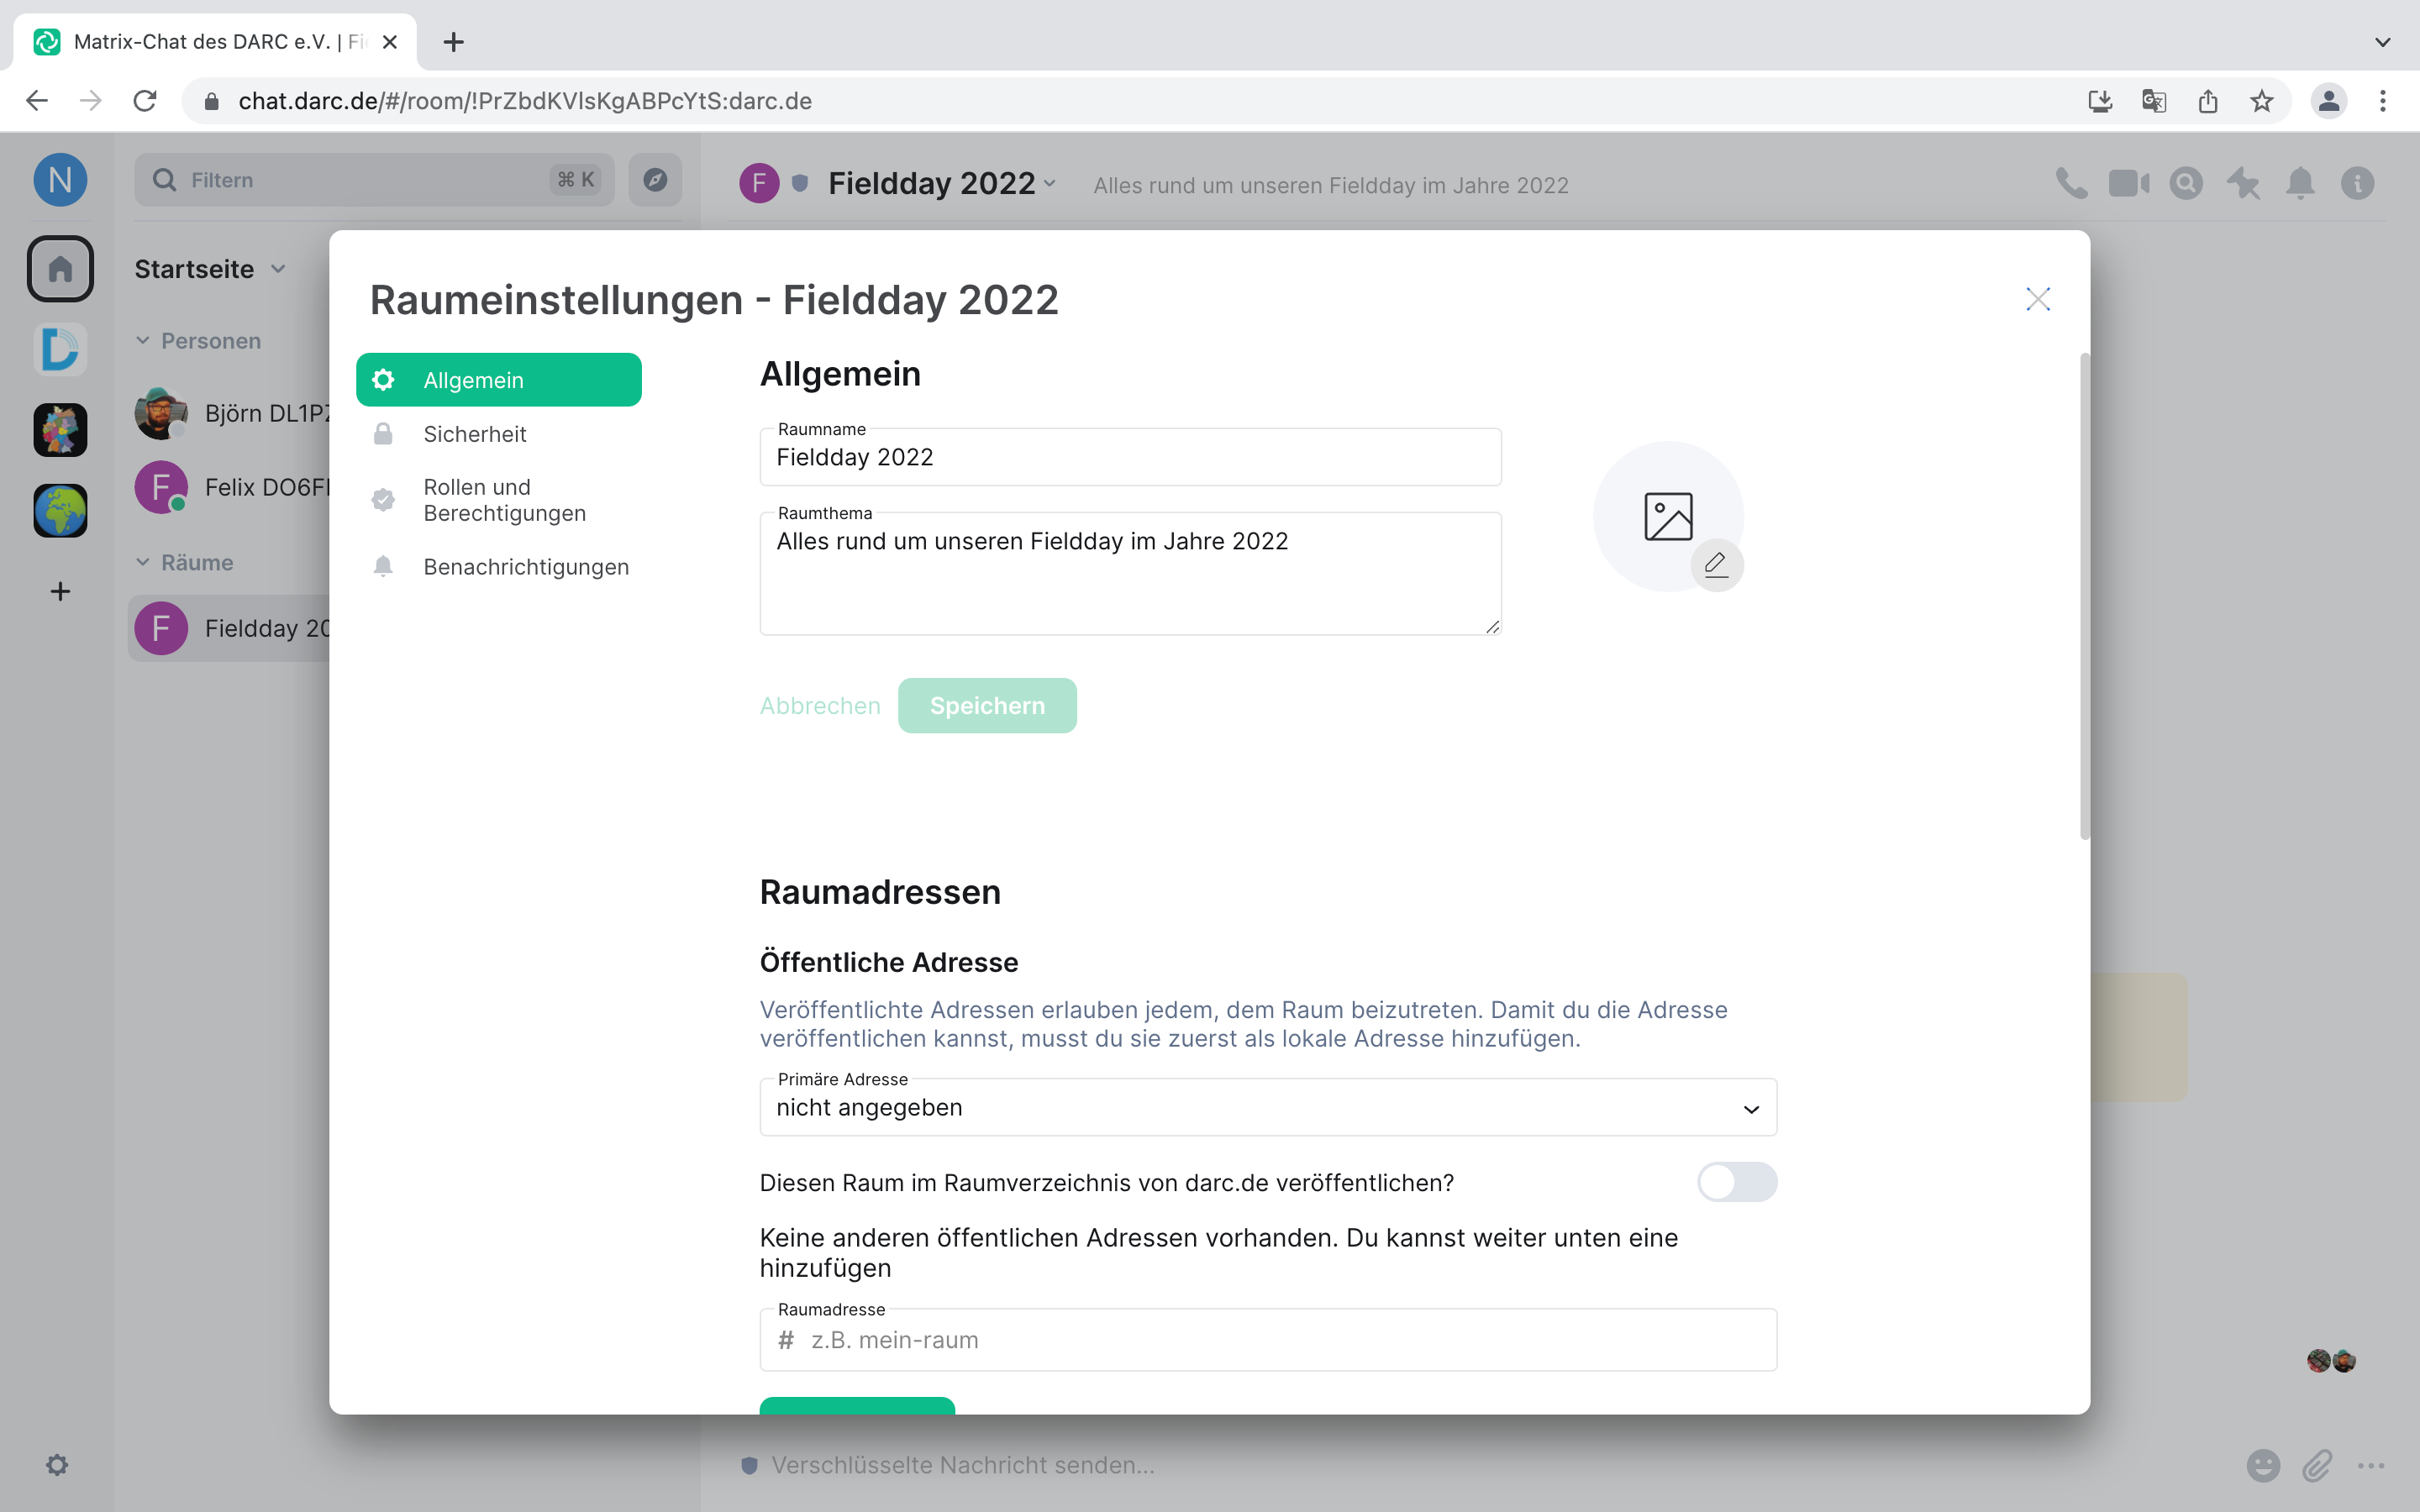 Matrix-Chat des DARC e.V. | Fi
chat.darc.de/#/room/!PrZbdKVlsKgABPcYtS:darc.de
N
Filtern
⌘ K
F
Fieldday 2022
Alles rund um unseren Fieldday im Jahre 2022
Startseite
Personen
Björn DL1PZ
F
Felix DO6F
Räume
F
Fieldday 20
Raumeinstellungen - Fieldday 2022
Allgemein
Sicherheit
Rollen und
Berechtigungen
Benachrichtigungen
Allgemein
Raumname
Fieldday 2022
Raumthema
Alles rund um unseren Fieldday im Jahre 2022
Abbrechen
Speichern
Raumadressen
Öffentliche Adresse
Veröffentlichte Adressen erlauben jedem, dem Raum beizutreten. Damit du die Adresse
veröffentlichen kannst, musst du sie zuerst als lokale Adresse hinzufügen.
Primäre Adresse
nicht angegeben
Diesen Raum im Raumverzeichnis von darc.de veröffentlichen?
Keine anderen öffentlichen Adressen vorhanden. Du kannst weiter unten eine
hinzufügen
Raumadresse
# z.B. mein-raum
Verschlüsselte Nachricht senden...